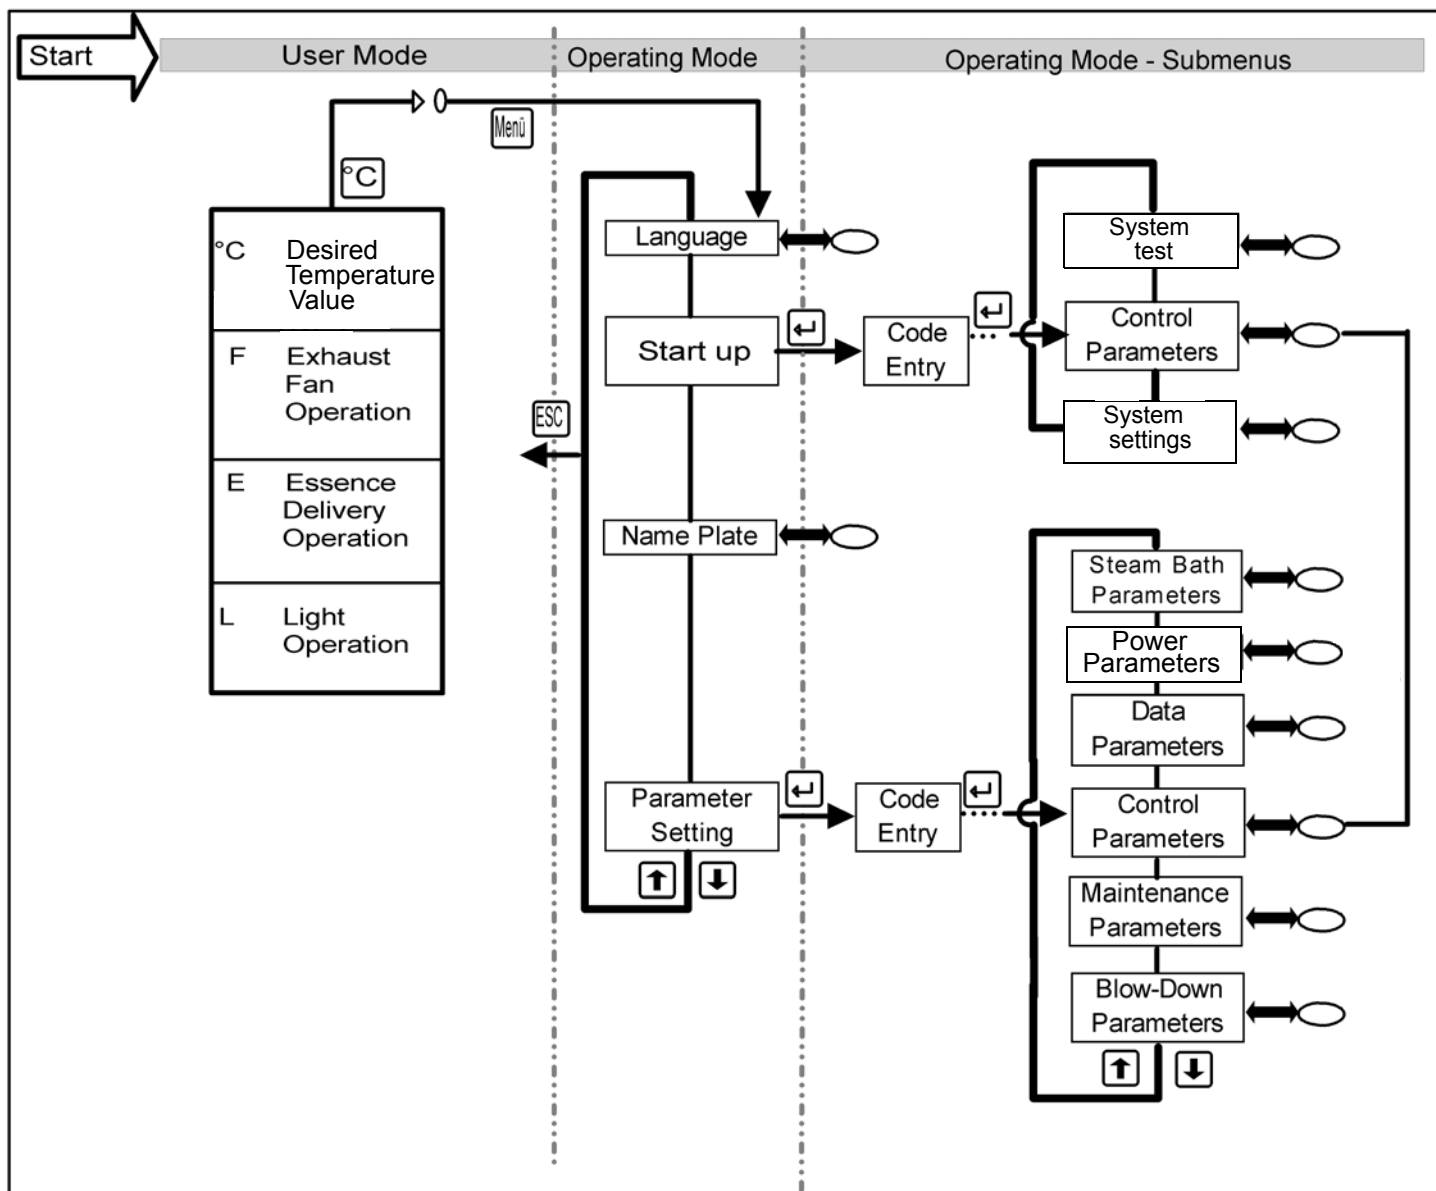 Start
User Mode
Operating Mode
Operating Mode - Submenus
Menü
°C
°C Desired
Temperature
Value
F Exhaust
Fan
Operation
E Essence
Delivery
Operation
L Light
Operation
ESC
Language
Start up
Name Plate
Parameter
Setting
Code
Entry
Code
Entry
System
test
Control
Parameters
System
settings
Steam Bath
Parameters
Power
Parameters
Data
Parameters
Control
Parameters
Maintenance
Parameters
Blow-Down
Parameters